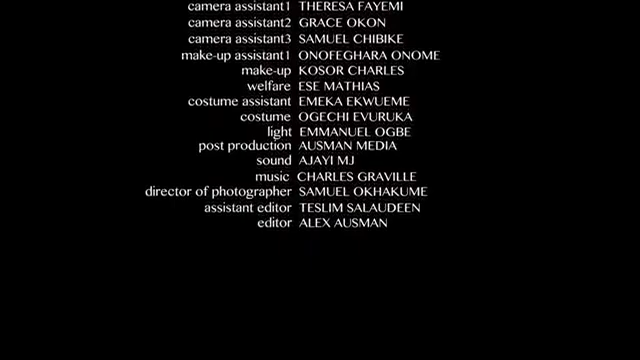 camera assistant1 THERESA FAYEMI
camera assistant2 GRACE OKON
camera assistant3 SAMUEL CHIBIKE
make-up assistant1 ONOFEGHARA ONOME
make-up KOSOR CHARLES
welfare ESE MATHIAS
costume assistant EMEKA EKWUEME
costume OGECHI EVURUKA
light EMMANUEL OGBE
post production AUSMAN MEDIA
sound AJAYI MJ
music CHARLES GRAVILLE
director of photographer SAMUEL OKHAKUME
assistant editor TESLIM SALAUDEEN
editor ALEX AUSMAN